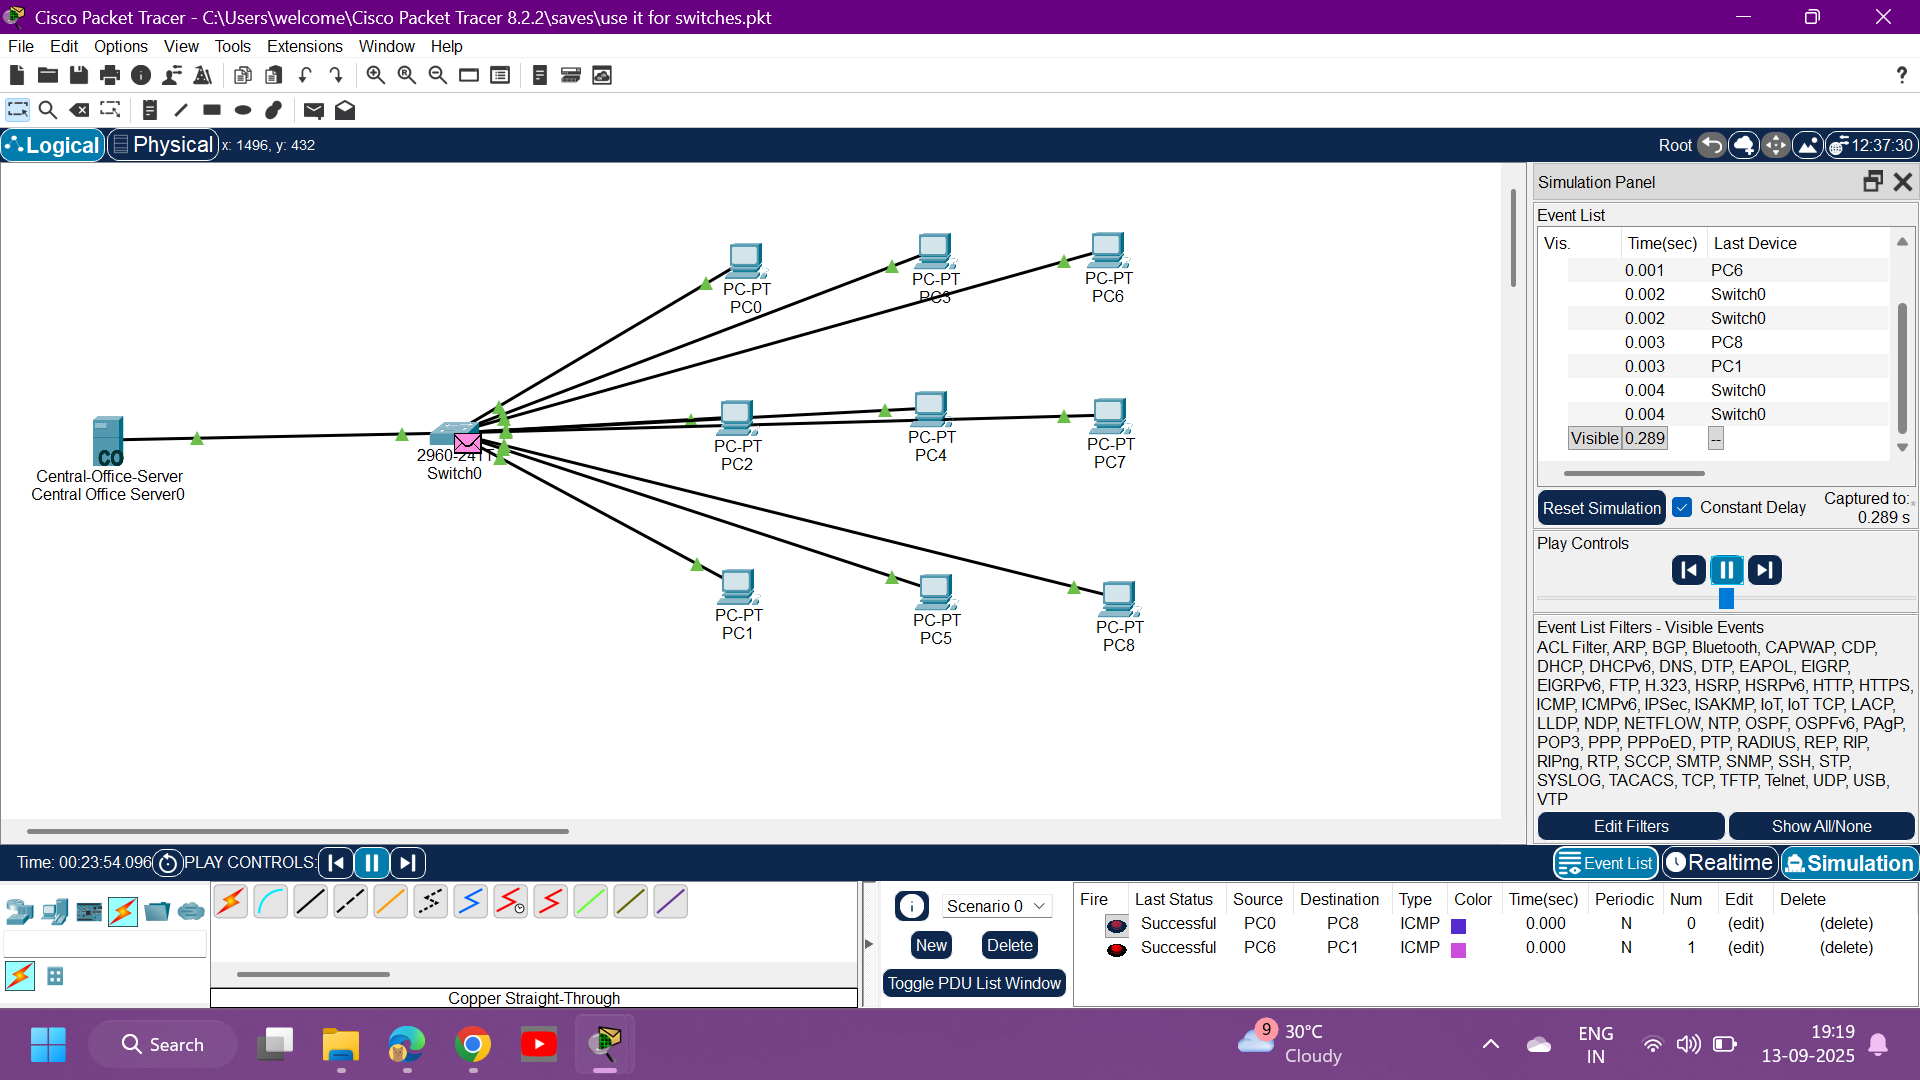 Cisco Packet Tracer - C:\Users\welcome\Cisco Packet Tracer 8.2.2\saves\use it for switches.pkt
File Edit Options View Tools Extensions Window Help
?
Logical Physical x: 1496, y: 432 Root 12:37:30
Simulation Panel
Event List
Vis. Time(sec) Last Device
0.001 PC6
0.002 Switch0
0.002 Switch0
0.003 PC8
0.003 PC1
0.004 Switch0
0.004 Switch0
Visible 0.289 --
Reset Simulation Constant Delay Captured to:
0.289 s
Play Controls
Event List Filters - Visible Events
ACL Filter, ARP, BGP, Bluetooth, CAPWAP, CDP,
DHCP, DHCPv6, DNS, DTP, EAPOL, EIGRP,
EIGRPv6, FTP, H.323, HSRP, HSRPv6, HTTP, HTTPS,
ICMP, ICMPv6, IPSec, ISAKMP, IoT, IoT TCP, LACP,
LLDP, NDP, NETFLOW, NTP, OSPF, OSPFv6, PAgP,
POP3, PPP, PPPoED, PTP, RADIUS, REP, RIP,
RIPng, RTP, SCCP, SMTP, SNMP, SSH, STP,
SYSLOG, TACACS, TCP, TFTP, Telnet, UDP, USB,
VTP
Edit Filters Show All/None
PC-PT
PC0
PC-PT
PC3
PC-PT
PC6
CO
Central-Office-Server
Central Office Server0
2960-24TT
Switch0
PC-PT
PC2
PC-PT
PC4
PC-PT
PC7
PC-PT
PC1
PC-PT
PC5
PC-PT
PC8
Time: 00:23:54.096 PLAY CONTROLS: Event List Realtime Simulation
Copper Straight-Through
Scenario 0
New Delete
Toggle PDU List Window
Fire Last Status Source Destination Type Color Time(sec) Periodic Num Edit Delete
Successful PC0 PC8 ICMP 0.000 N 0 (edit) (delete)
Successful PC6 PC1 ICMP 0.000 N 1 (edit) (delete)
Search
9
30°C
Cloudy
ENG
IN
19:19
13-09-2025